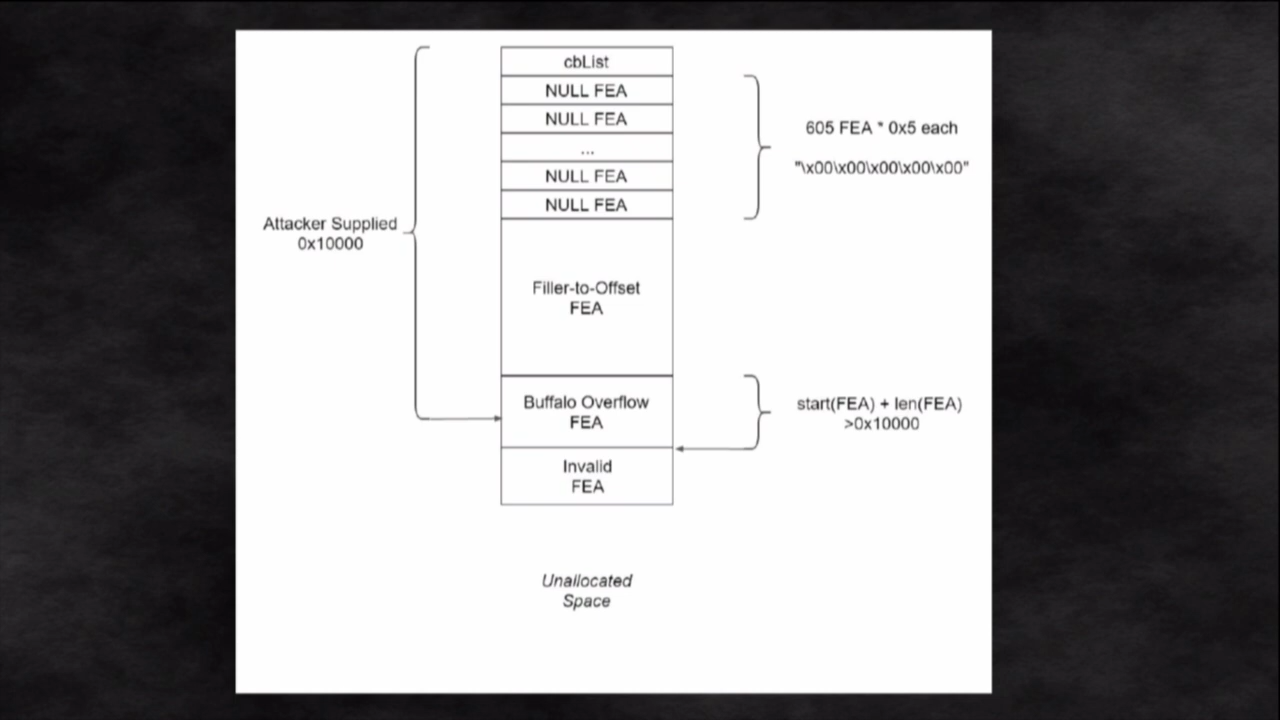 cbList
NULL FEA
NULL FEA
...
NULL FEA
NULL FEA
605 FEA * 0x5 each
"\x00\x00\x00\x00\x00"
Attacker Supplied
0x10000
Filler-to-Offset
FEA
Buffalo Overflow
FEA
start(FEA) + len(FEA)
>0x10000
Invalid
FEA
Unallocated
Space